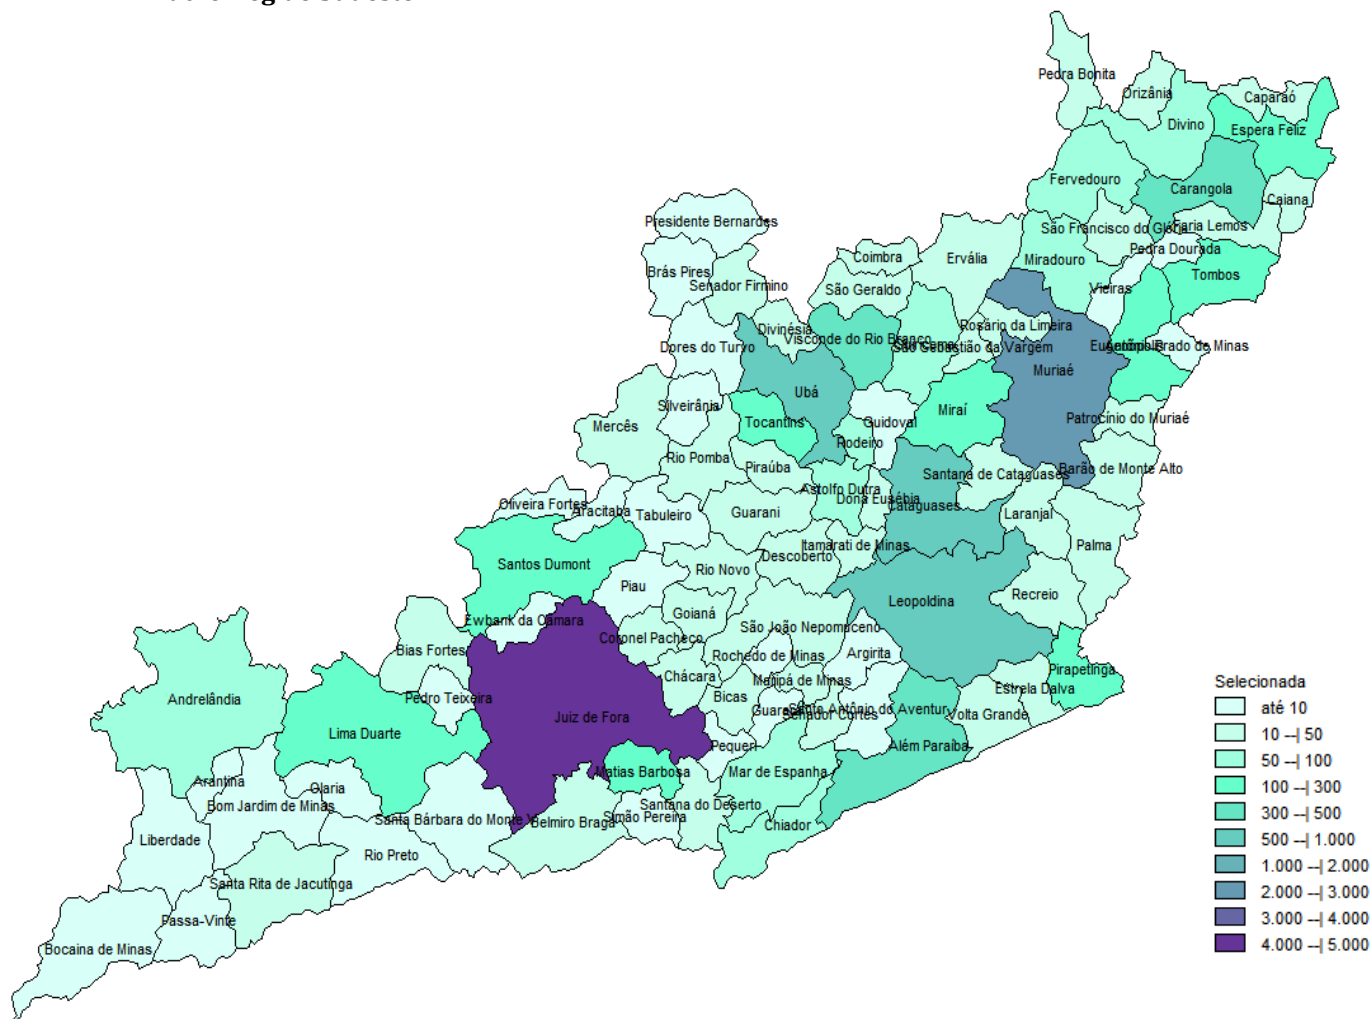 Pedra Bonita
Orizânia
Caparaó
Divino
Espera Feliz
Fervedouro
Carangola
Caiana
Presidente Bernardes
São Francisco do Glória
Faria Lemos
Pedra Dourada
Coimbra
Ervália
Miradouro
Brás Pires
Tombos
Senador Firmino
São Geraldo
Vieiras
Divinésia
Rosário da Limeira
Visconde do Rio Branco
Dores do Turvo
São Sebastião da Vargem
Antônio Prado de Minas
Muriaé
Ubá
Silveirânia
Miraí
Mercês
Tocantins
Guidoval
Patrocínio do Muriaé
Rodeiro
Rio Pomba
Piraúba
Barão de Monte Alto
Santana de Cataguases
Astolfo Dutra
Dona Eusébia
Oliveira Fortes
Aracitaba
Tabuleiro
Guarani
Cataguases
Laranjal
Itamarati de Minas
Palma
Descoberto
Santos Dumont
Rio Novo
Piau
Recreio
Leopoldina
Goianá
Ewbank da Câmara
São João Nepomuceno
Coronel Pacheco
Bias Fortes
Rochedo de Minas
Argirita
Pirapetinga
Chácara
Maripá de Minas
Estrela Dalva
Selecionada
Andrelândia
Pedro Teixeira
Bicas
até 10
Santo Antônio do Aventur
Volta Grande
Juiz de Fora
Senador Cortes
10 --| 50
Lima Duarte
Pequeri
Além Paraíba
50 --| 100
Arantina
Olaria
Matias Barbosa
Mar de Espanha
100 --| 300
Bom Jardim de Minas
Santana do Deserto
300 --| 500
Santa Bárbara do Monte V
Belmiro Braga
Simão Pereira
Chiador
500 --| 1.000
Liberdade
Rio Preto
1.000 --| 2.000
Santa Rita de Jacutinga
2.000 --| 3.000
Passa-Vinte
3.000 --| 4.000
Bocaina de Minas
4.000 --| 5.000